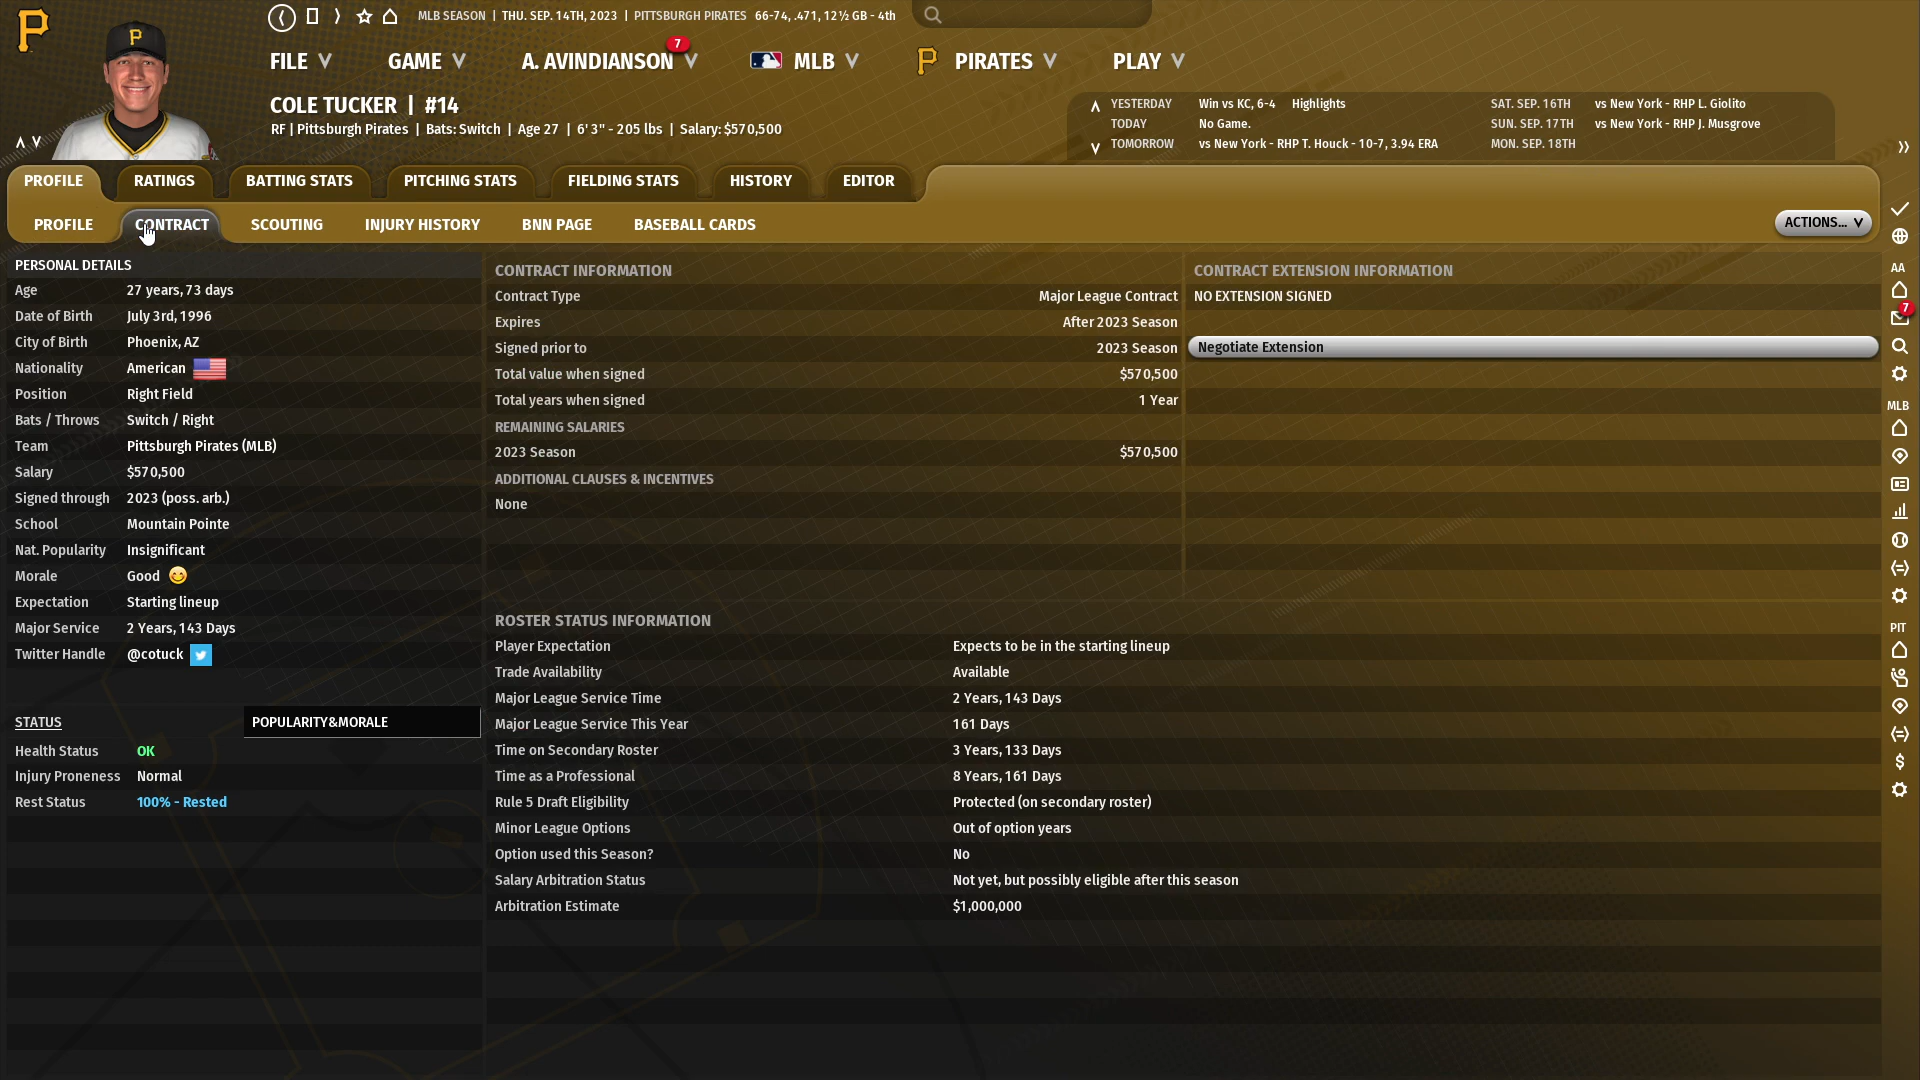 MLB SEASON | THU. SEP. 14TH, 2023 | PITTSBURGH PIRATES 66-74, .471, 12½ GB - 4th
FILE GAME A. AVINDIANSON 7 MLB PIRATES PLAY
COLE TUCKER | #14
RF | Pittsburgh Pirates | Bats: Switch | Age 27 | 6' 3" - 205 lbs | Salary: $570,500
YESTERDAY Win vs KC, 6-4 Highlights SAT. SEP. 16TH vs New York - RHP L. Giolito
TODAY No Game. SUN. SEP. 17TH vs New York - RHP J. Musgrove
TOMORROW vs New York - RHP T. Houck - 10-7, 3.94 ERA MON. SEP. 18TH
PROFILE RATINGS BATTING STATS PITCHING STATS FIELDING STATS HISTORY EDITOR
PROFILE CONTRACT SCOUTING INJURY HISTORY BNN PAGE BASEBALL CARDS ACTIONS...
PERSONAL DETAILS
Age 27 years, 73 days
Date of Birth July 3rd, 1996
City of Birth Phoenix, AZ
Nationality American
Position Right Field
Bats / Throws Switch / Right
Team Pittsburgh Pirates (MLB)
Salary $570,500
Signed through 2023 (poss. arb.)
School Mountain Pointe
Nat. Popularity Insignificant
Morale Good
Expectation Starting lineup
Major Service 2 Years, 143 Days
Twitter Handle @cotuck
STATUS POPULARITY&MORALE
Health Status OK
Injury Proneness Normal
Rest Status 100% - Rested
CONTRACT INFORMATION
Contract Type Major League Contract
Expires After 2023 Season
Signed prior to 2023 Season
Total value when signed $570,500
Total years when signed 1 Year
REMAINING SALARIES
2023 Season $570,500
ADDITIONAL CLAUSES & INCENTIVES
None
CONTRACT EXTENSION INFORMATION
NO EXTENSION SIGNED
Negotiate Extension
ROSTER STATUS INFORMATION
Player Expectation Expects to be in the starting lineup
Trade Availability Available
Major League Service Time 2 Years, 143 Days
Major League Service This Year 161 Days
Time on Secondary Roster 3 Years, 133 Days
Time as a Professional 8 Years, 161 Days
Rule 5 Draft Eligibility Protected (on secondary roster)
Minor League Options Out of option years
Option used this Season? No
Salary Arbitration Status Not yet, but possibly eligible after this season
Arbitration Estimate $1,000,000
AA
7
MLB
PIT